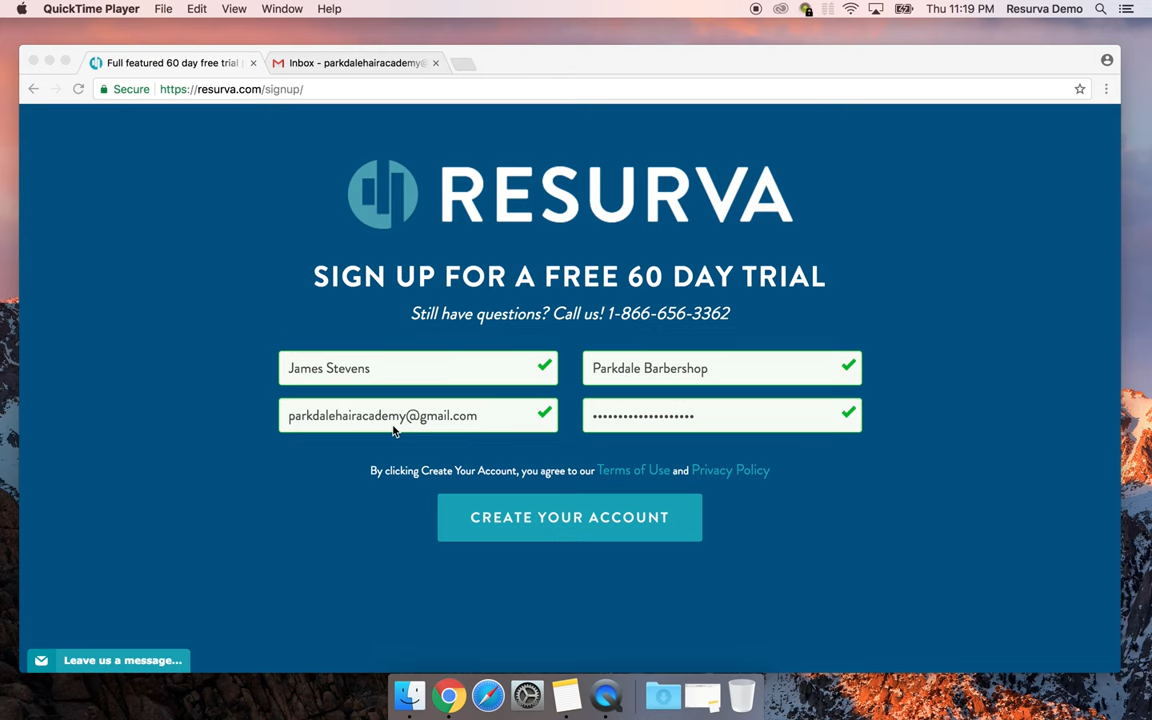 QuickTime Player File Edit View Window Help Thu 11:19 PM Resurva Demo
Full featured 60 day free trial Inbox - parkdalehairacademy@
Secure https://resurva.com/signup/
RESURVA
SIGN UP FOR A FREE 60 DAY TRIAL
Still have questions? Call us! 1-866-656-3362
James Stevens Parkdale Barbershop
parkdalehairacademy@gmail.com ••••••••••••••••••••
By clicking Create Your Account, you agree to our Terms of Use and Privacy Policy
CREATE YOUR ACCOUNT
Leave us a message...